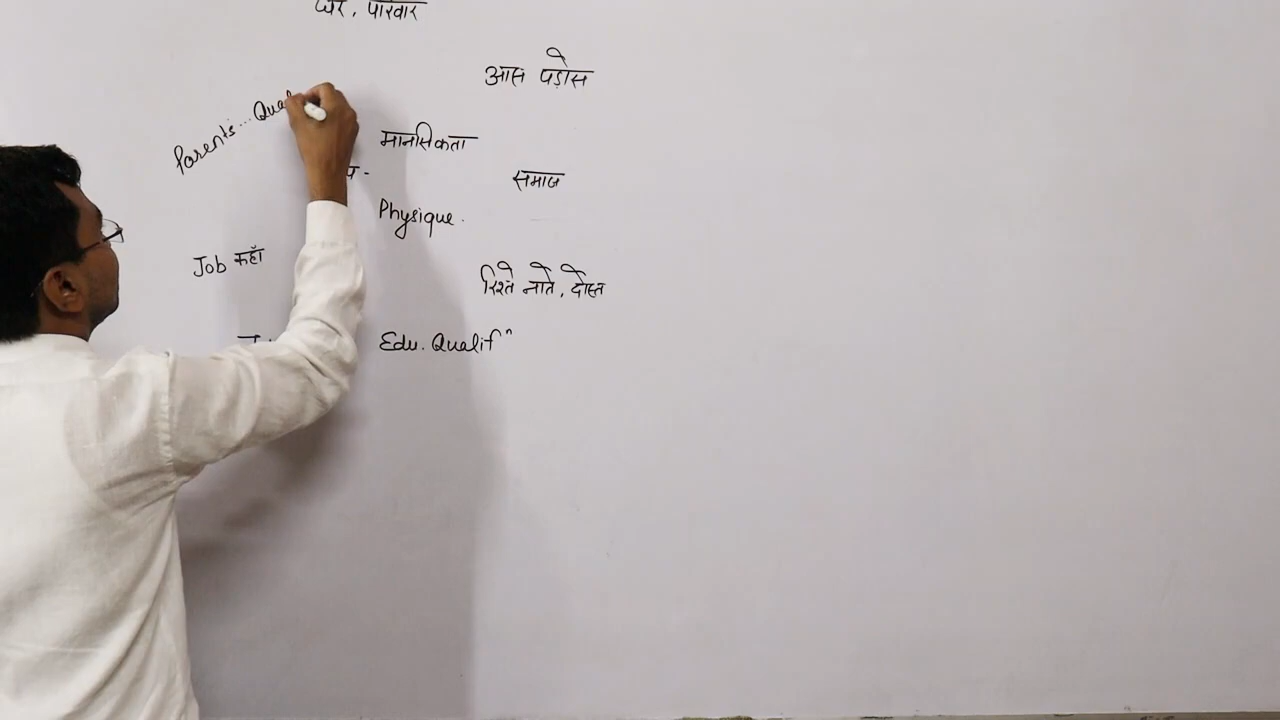 घर, परिवार
आस पड़ोस
Parents... Qual
मानसिकता
समाज
Physique.
Job कहाँ
रिश्ते नाते, दोस्त
Edu. Qualifⁿ